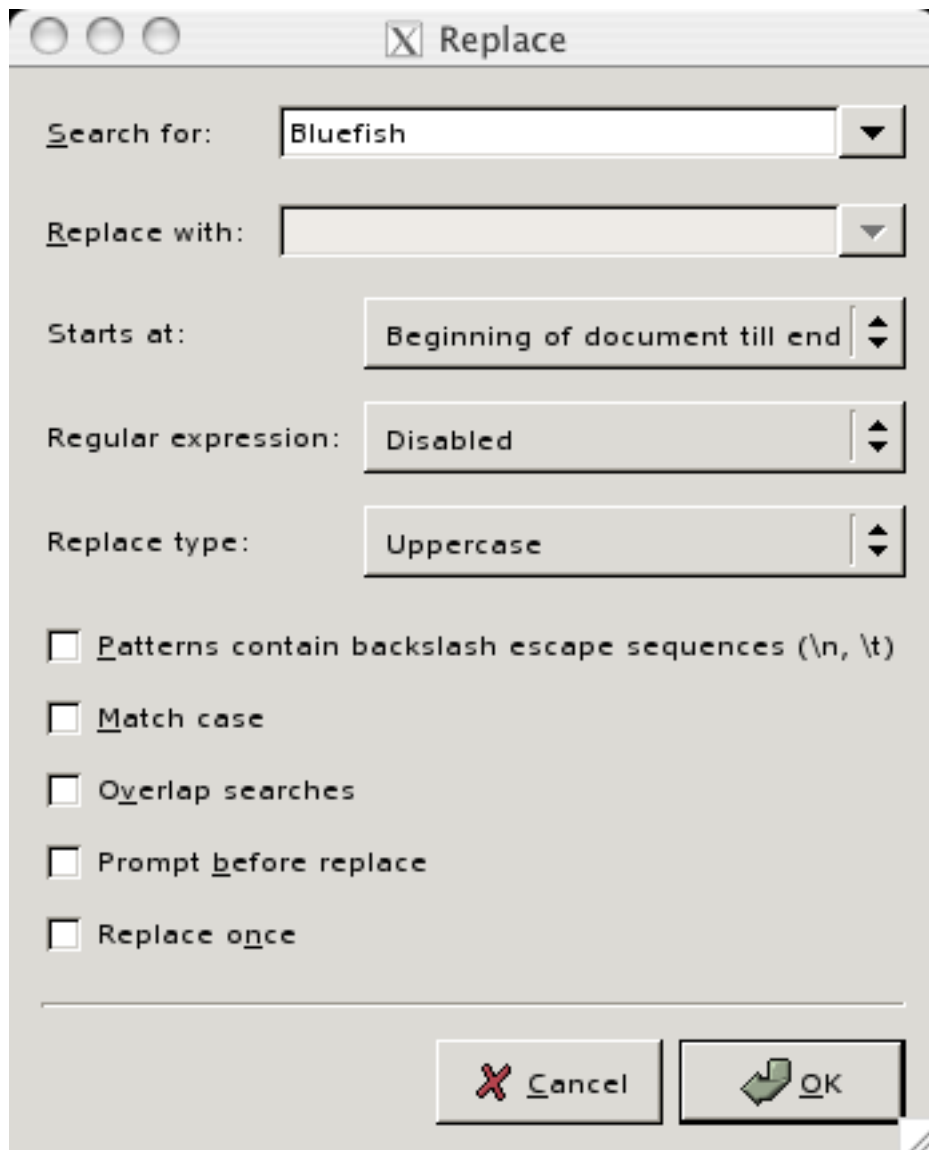 Replace
Search for: Bluefish
Replace with:
Starts at: Beginning of document till end
Regular expression: Disabled
Replace type: Uppercase
Patterns contain backslash escape sequences (\n, \t)
Match case
Overlap searches
Prompt before replace
Replace once
Cancel OK